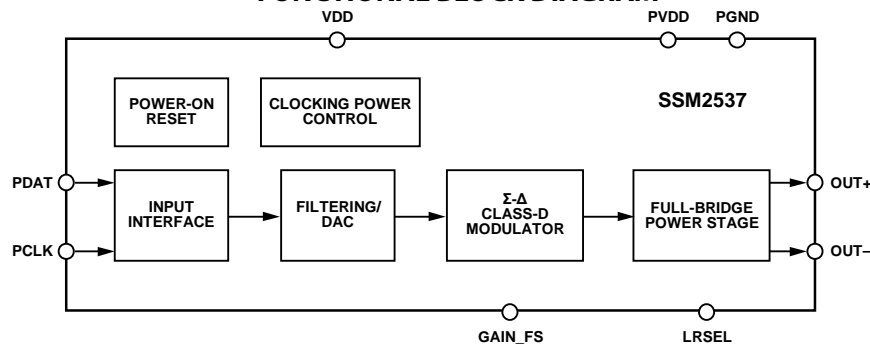 VDD
PVDD
PGND
POWER-ON
RESET
CLOCKING POWER
CONTROL
SSM2537
PDAT
PCLK
INPUT
INTERFACE
FILTERING/
DAC
Σ-Δ
CLASS-D
MODULATOR
FULL-BRIDGE
POWER STAGE
OUT+
OUT–
GAIN_FS
LRSEL